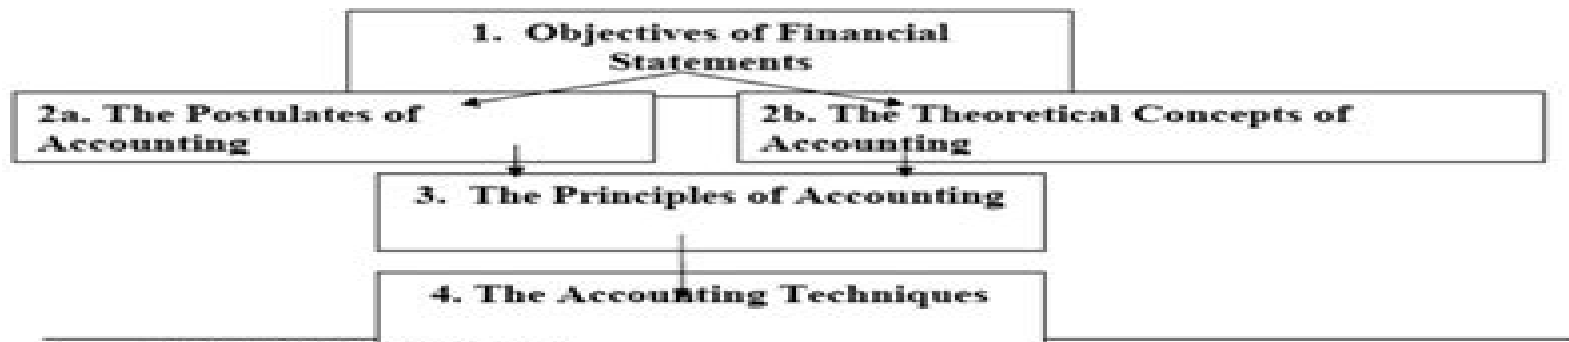 1. Objectives of Financial
Statements
2a. The Postulates of
Accounting
2b. The Theoretical Concepts of
Accounting
3. The Principles of Accounting
4. The Accounting Techniques